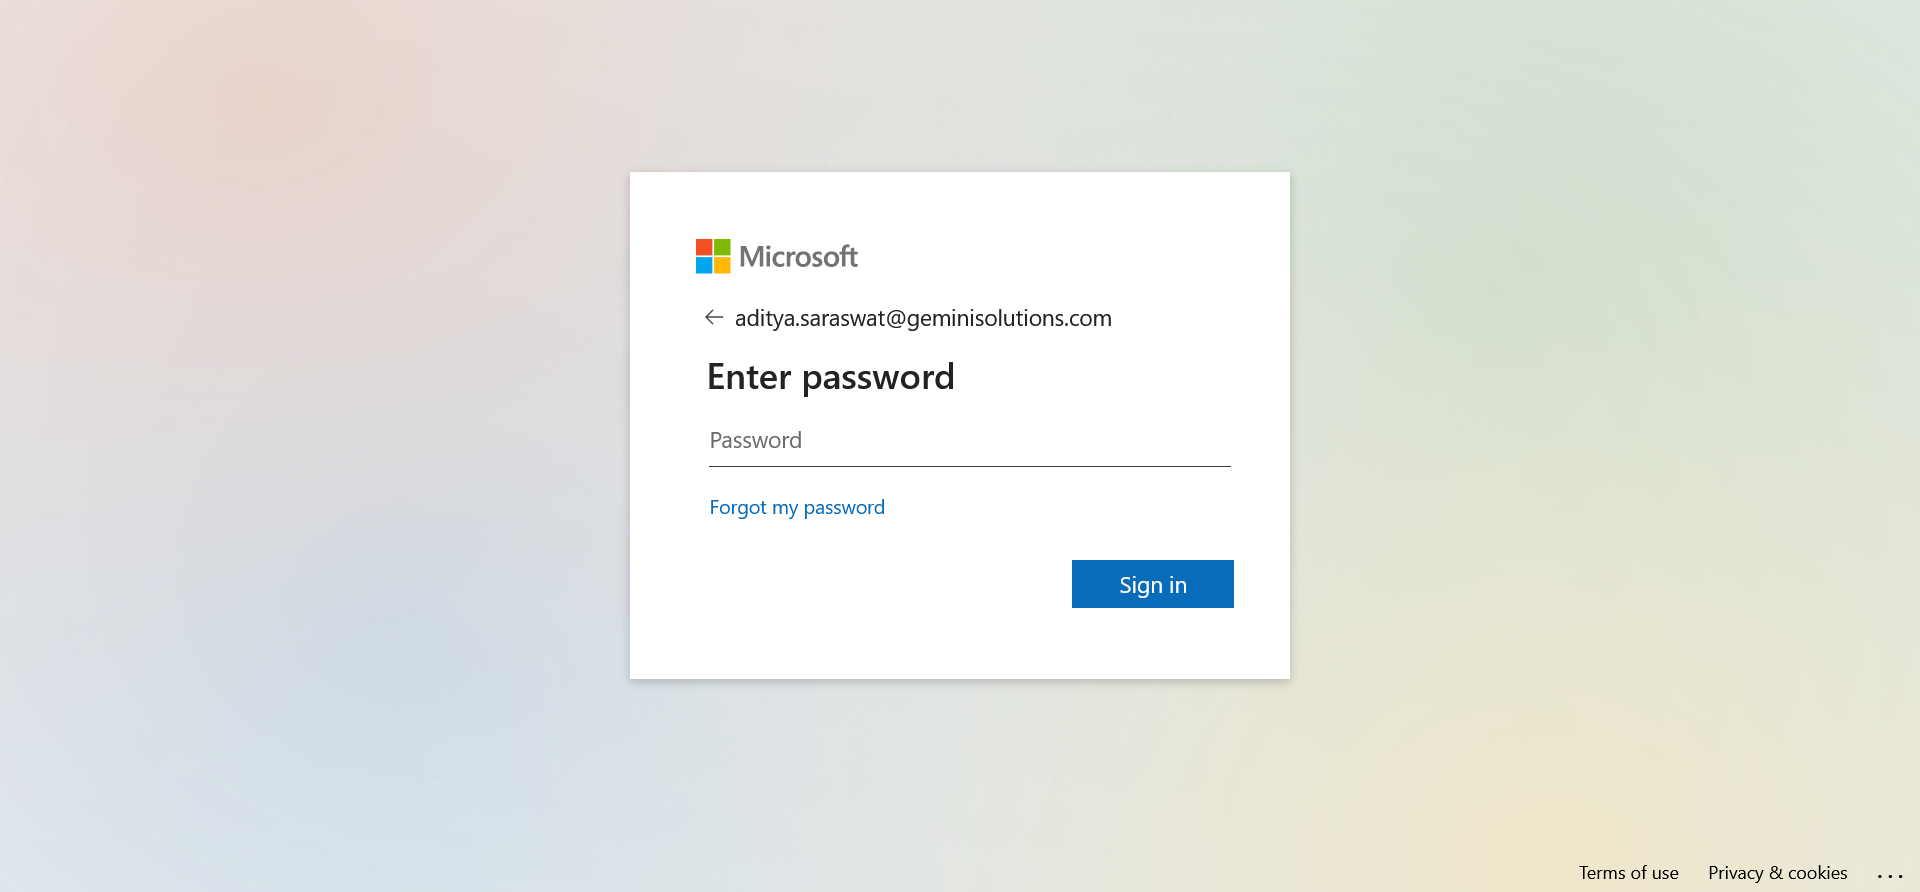 Microsoft
← aditya.saraswat@geminisolutions.com
Enter password
Password
Forgot my password
Sign in
Terms of use Privacy & cookies ...